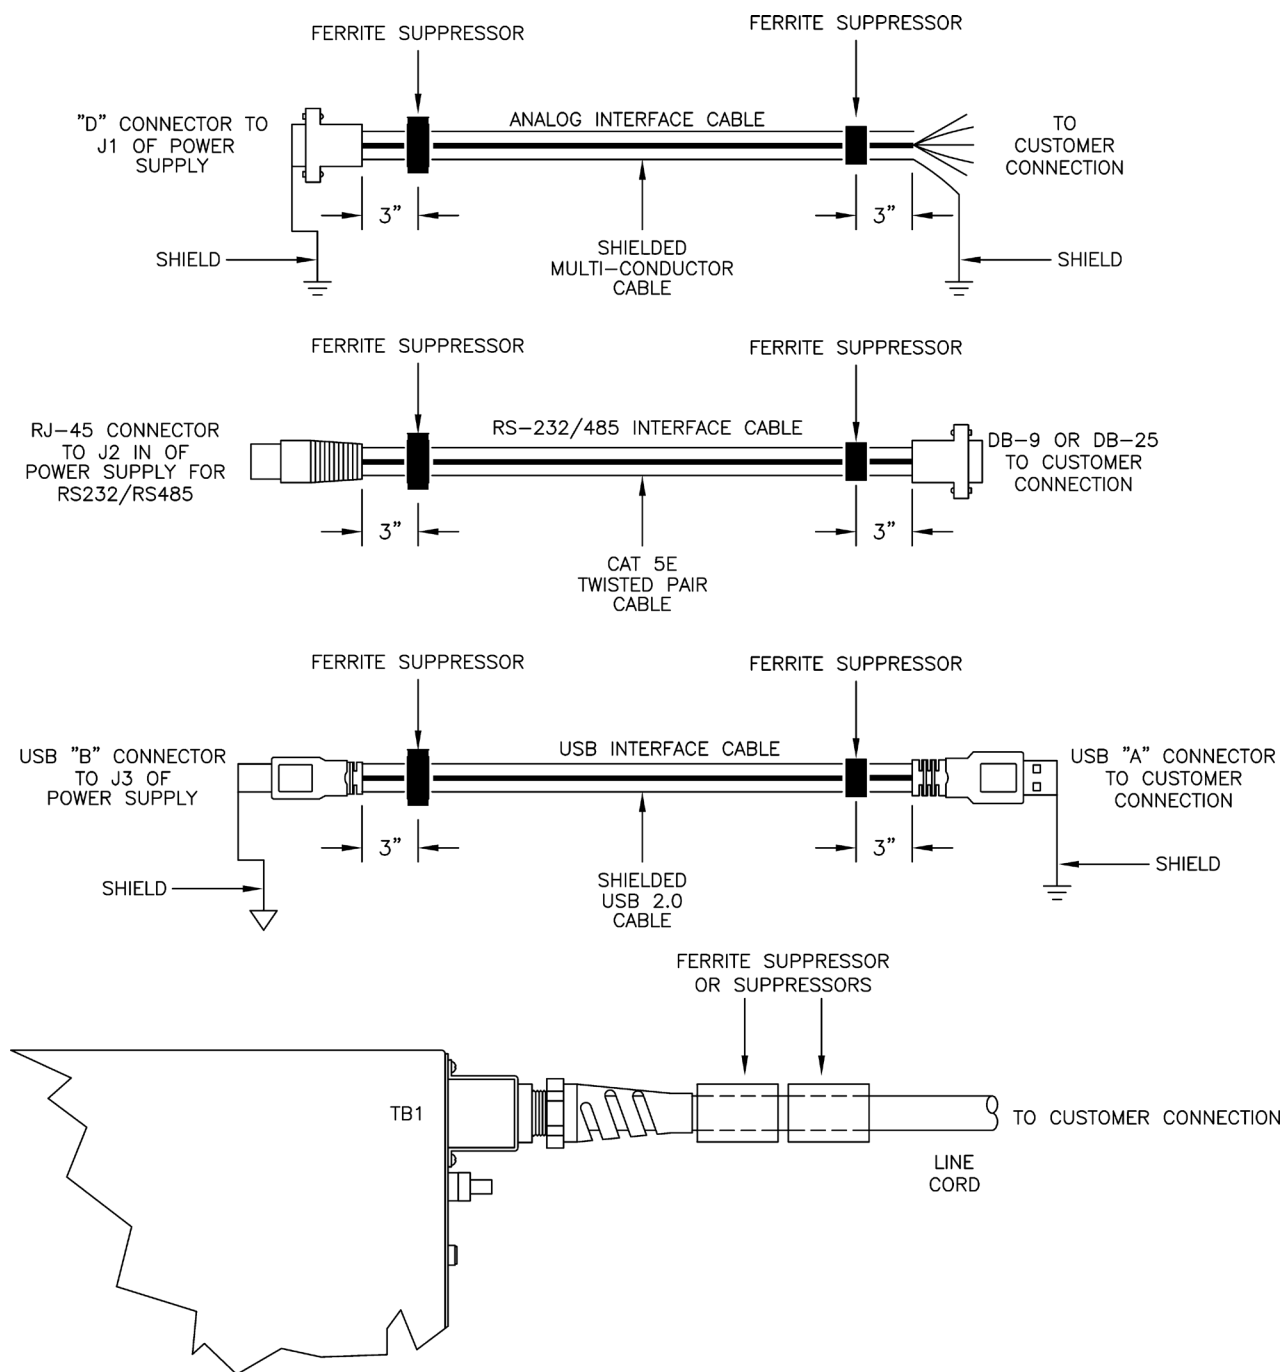 FERRITE SUPPRESSOR
FERRITE SUPPRESSOR
"D" CONNECTOR TO
J1 OF POWER
SUPPLY
ANALOG INTERFACE CABLE
TO
CUSTOMER
CONNECTION
3"
3"
SHIELD
SHIELDED
MULTI-CONDUCTOR
CABLE
SHIELD
FERRITE SUPPRESSOR
FERRITE SUPPRESSOR
RJ-45 CONNECTOR
TO J2 IN OF
POWER SUPPLY FOR
RS232/RS485
RS-232/485 INTERFACE CABLE
DB-9 OR DB-25
TO CUSTOMER
CONNECTION
3"
3"
CAT 5E
TWISTED PAIR
CABLE
FERRITE SUPPRESSOR
FERRITE SUPPRESSOR
USB "B" CONNECTOR
TO J3 OF
POWER SUPPLY
USB INTERFACE CABLE
USB "A" CONNECTOR
TO CUSTOMER
CONNECTION
3"
3"
SHIELD
SHIELDED
USB 2.0
CABLE
SHIELD
FERRITE SUPPRESSOR
OR SUPPRESSORS
TB1
TO CUSTOMER CONNECTION
LINE
CORD